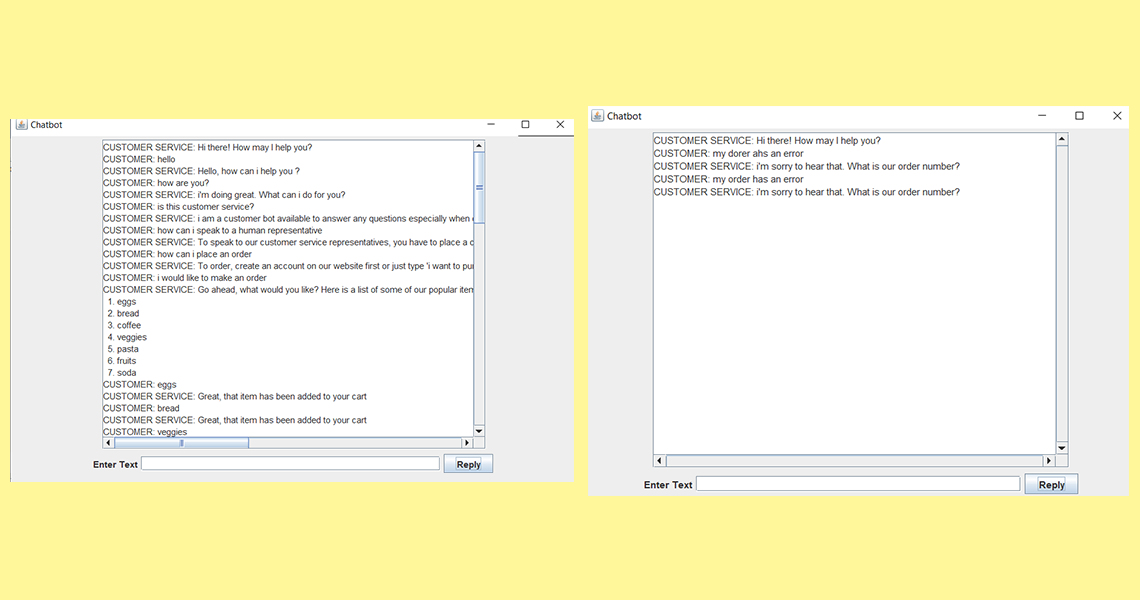 Chatbot
CUSTOMER SERVICE: Hi there! How may I help you?
CUSTOMER: hello
CUSTOMER SERVICE: Hello, how can i help you ?
CUSTOMER: how are you?
CUSTOMER SERVICE: i'm doing great. What can i do for you?
CUSTOMER: is this customer service?
CUSTOMER SERVICE: i am a customer bot available to answer any questions especially when
CUSTOMER: how can i speak to a human representative
CUSTOMER SERVICE: To speak to our customer service representatives, you have to place a
CUSTOMER: how can i place an order
CUSTOMER SERVICE: To order, create an account on our website first or just type 'i want to pur
CUSTOMER: i would like to make an order
CUSTOMER SERVICE: Go ahead, what would you like? Here is a list of some of our popular item
1. eggs
2. bread
3. coffee
4. veggies
5. pasta
6. fruits
7. soda
CUSTOMER: eggs
CUSTOMER SERVICE: Great, that item has been added to your cart
CUSTOMER: bread
CUSTOMER SERVICE: Great, that item has been added to your cart
CUSTOMER: veggies
Enter Text
Reply
Chatbot
CUSTOMER SERVICE: Hi there! How may I help you?
CUSTOMER: my dorer ahs an error
CUSTOMER SERVICE: i'm sorry to hear that. What is our order number?
CUSTOMER: my order has an error
CUSTOMER SERVICE: i'm sorry to hear that. What is our order number?
Enter Text
Reply